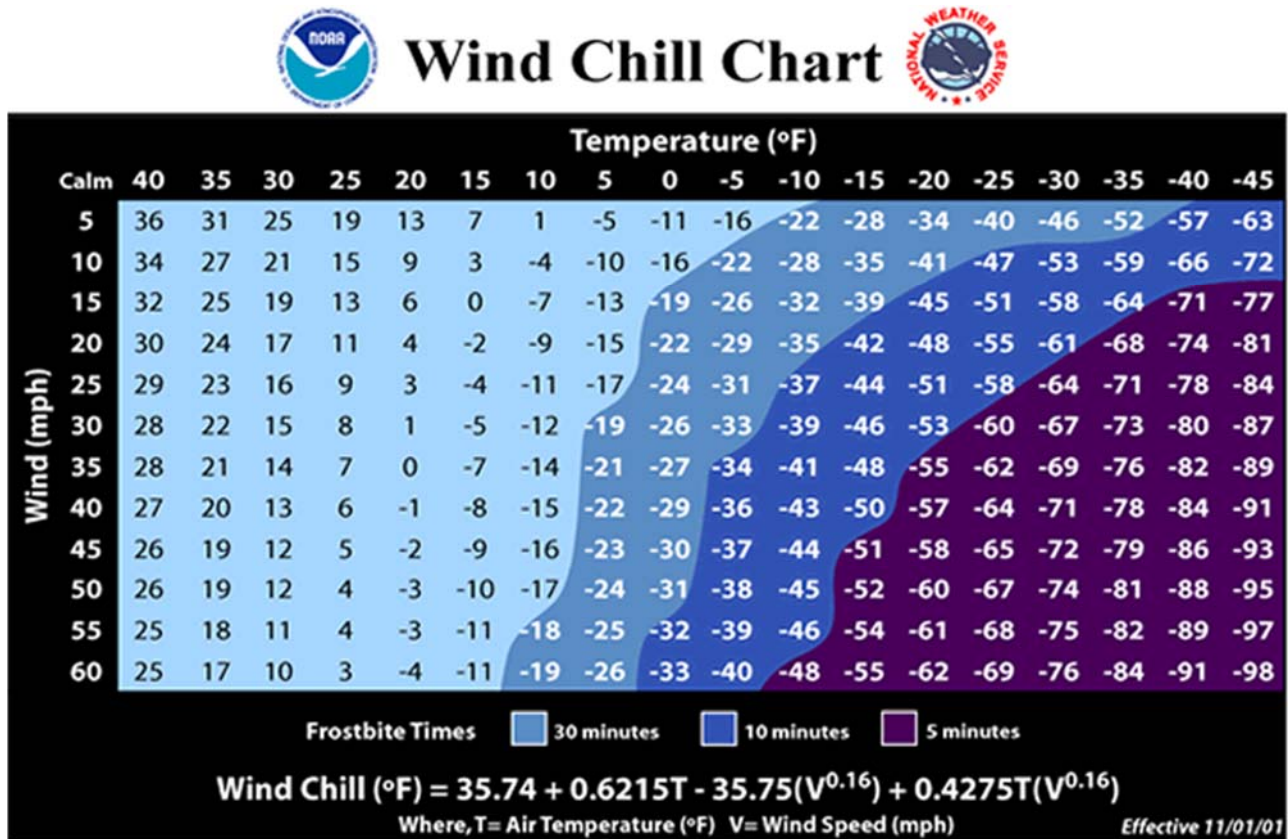 NOAA
Wind Chill Chart
NATIONAL WEATHER SERVICE
Temperature (ºF)
Calm 40 35 30 25 20 15 10 5 0 -5 -10 -15 -20 -25 -30 -35 -40 -45
Wind (mph)
5 36 31 25 19 13 7 1 -5 -11 -16 -22 -28 -34 -40 -46 -52 -57 -63
10 34 27 21 15 9 3 -4 -10 -16 -22 -28 -35 -41 -47 -53 -59 -66 -72
15 32 25 19 13 6 0 -7 -13 -19 -26 -32 -39 -45 -51 -58 -64 -71 -77
20 30 24 17 11 4 -2 -9 -15 -22 -29 -35 -42 -48 -55 -61 -68 -74 -81
25 29 23 16 9 3 -4 -11 -17 -24 -31 -37 -44 -51 -58 -64 -71 -78 -84
30 28 22 15 8 1 -5 -12 -19 -26 -33 -39 -46 -53 -60 -67 -73 -80 -87
35 28 21 14 7 0 -7 -14 -21 -27 -34 -41 -48 -55 -62 -69 -76 -82 -89
40 27 20 13 6 -1 -8 -15 -22 -29 -36 -43 -50 -57 -64 -71 -78 -84 -91
45 26 19 12 5 -2 -9 -16 -23 -30 -37 -44 -51 -58 -65 -72 -79 -86 -93
50 26 19 12 4 -3 -10 -17 -24 -31 -38 -45 -52 -60 -67 -74 -81 -88 -95
55 25 18 11 4 -3 -11 -18 -25 -32 -39 -46 -54 -61 -68 -75 -82 -89 -97
60 25 17 10 3 -4 -11 -19 -26 -33 -40 -48 -55 -62 -69 -76 -84 -91 -98
Frostbite Times 30 minutes 10 minutes 5 minutes
Wind Chill (ºF) = 35.74 + 0.6215T - 35.75(V^0.16) + 0.4275T(V^0.16)
Where, T= Air Temperature (ºF) V= Wind Speed (mph)
Effective 11/01/01